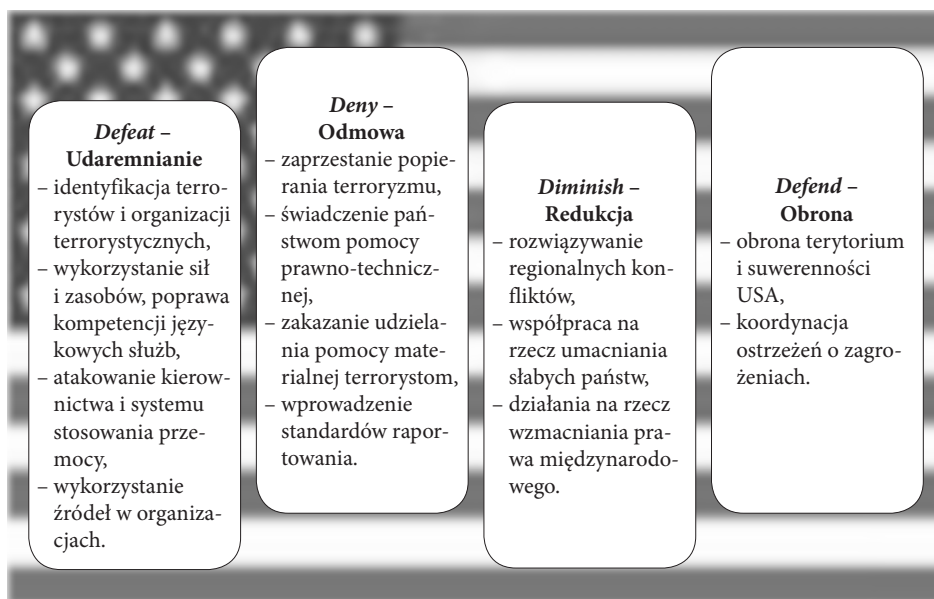 Defeat –
Udaremnianie
– identyfikacja terro-
rystów i organizacji
terrorystycznych,
– wykorzystanie sił
i zasobów, poprawa
kompetencji języ-
kowych służb,
– atakowanie kierow-
nictwa i systemu
stosowania prze-
mocy,
– wykorzystanie
źródeł w organiza-
cjach.
Deny –
Odmowa
– zaprzestanie popie-
rania terroryzmu,
– świadczenie pań-
stwom pomocy
prawno-technicz-
nej,
– zakazanie udziela-
nia pomocy mate-
rialnej terrorystom,
– wprowadzenie
standardów rapor-
towania.
Diminish –
Redukcja
– rozwiązywanie
regionalnych kon-
fliktów,
– współpraca na
rzecz umacniania
słabych państw,
– działania na rzecz
wzmacniania pra-
wa międzynarodo-
wego.
Defend –
Obrona
– obrona terytorium
i suwerenności
USA,
– koordynacja
ostrzeżeń o zagro-
żeniach.